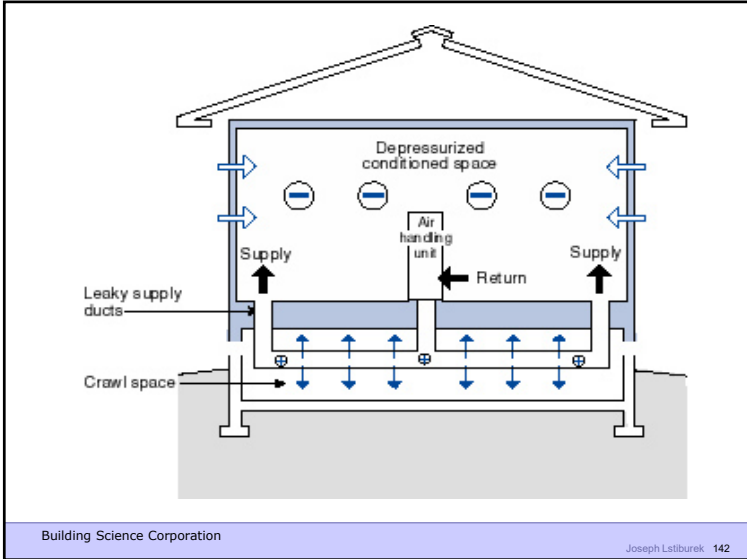 Depressurized
conditioned space
Air
handling
unit
Supply
Supply
Return
Leaky supply
ducts
Crawl space
Building Science Corporation
Joseph Lstiburek 142